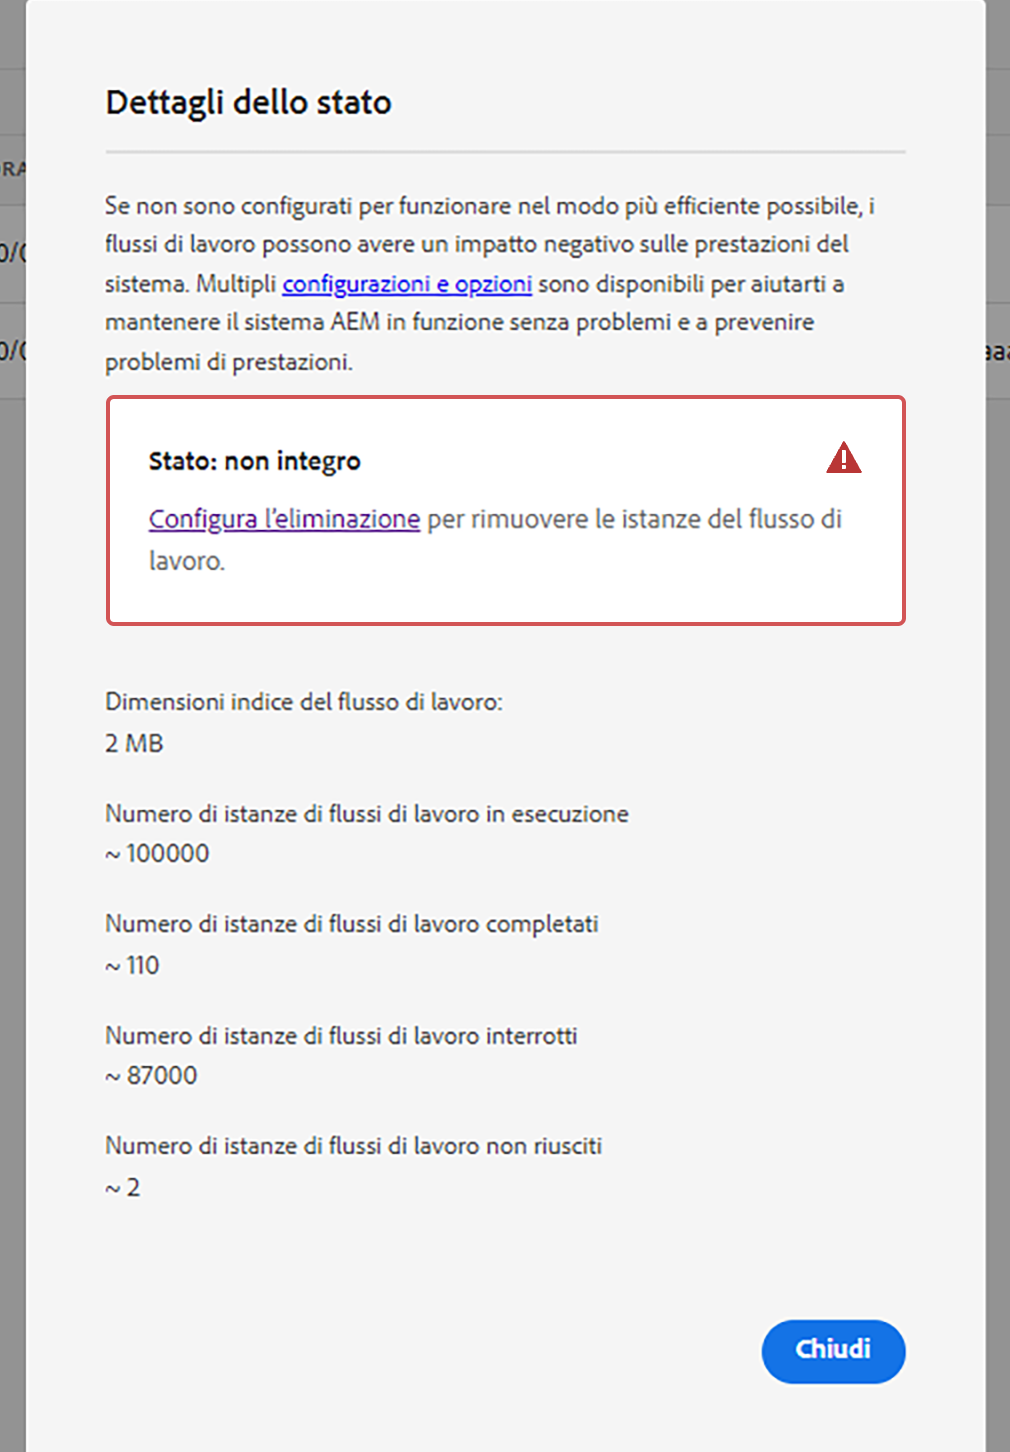 Dettagli dello stato
Se non sono configurati per funzionare nel modo più efficiente possibile, i
flussi di lavoro possono avere un impatto negativo sulle prestazioni del
sistema. Multipli configurazioni e opzioni sono disponibili per aiutarti a
mantenere il sistema AEM in funzione senza problemi e a prevenire
problemi di prestazioni.
Stato: non integro
Configura l'eliminazione per rimuovere le istanze del flusso di
lavoro.
Dimensioni indice del flusso di lavoro:
2 MB
Numero di istanze di flussi di lavoro in esecuzione
~ 100000
Numero di istanze di flussi di lavoro completati
~ 110
Numero di istanze di flussi di lavoro interrotti
~ 87000
Numero di istanze di flussi di lavoro non riusciti
~ 2
Chiudi